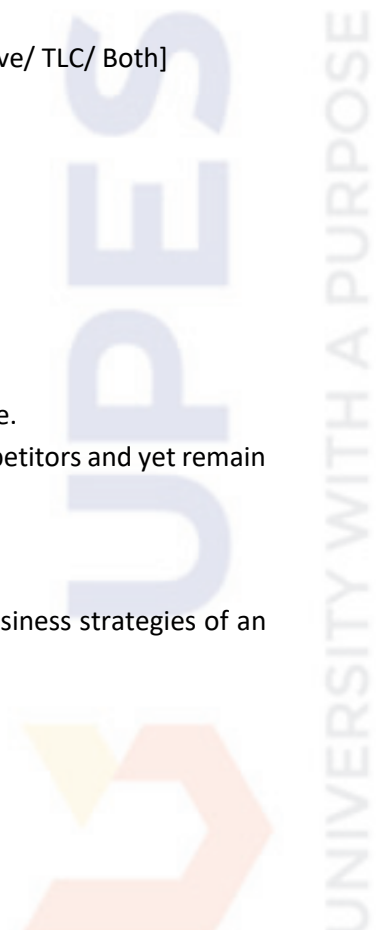 ve/ TLC/ Both]
e.
petitors and yet remain
siness strategies of an
UPES
UNIVERSITY WITH A PURPOSE